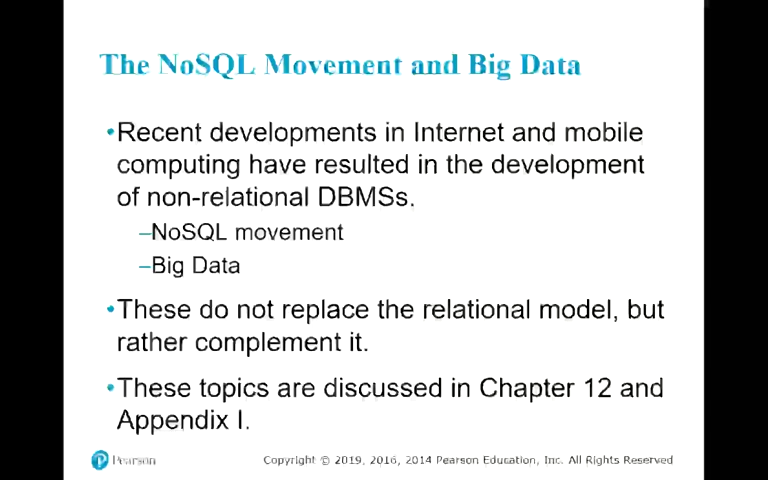 The NoSQL Movement and Big Data
•Recent developments in Internet and mobile
computing have resulted in the development
of non-relational DBMSs.
–NoSQL movement
–Big Data
•These do not replace the relational model, but
rather complement it.
•These topics are discussed in Chapter 12 and
Appendix I.
Pearson
Copyright © 2019, 2016, 2014 Pearson Education, Inc. All Rights Reserved